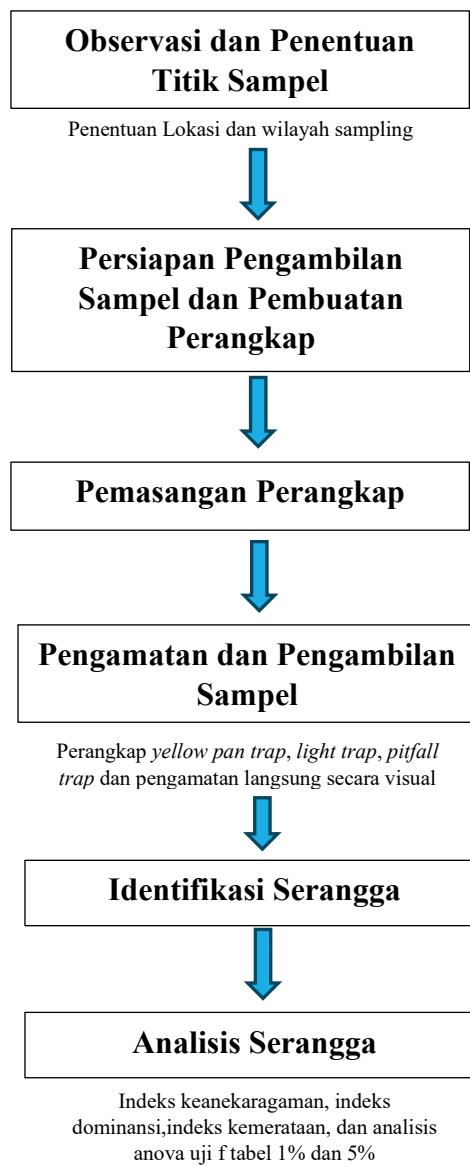 Observasi dan Penentuan
Titik Sampel
Penentuan Lokasi dan wilayah sampling
Persiapan Pengambilan
Sampel dan Pembuatan
Perangkap
Pemasangan Perangkap
Pengamatan dan Pengambilan
Sampel
Perangkap yellow pan trap, light trap, pitfall
trap dan pengamatan langsung secara visual
Identifikasi Serangga
Analisis Serangga
Indeks keanekaragaman, indeks
dominansi,indeks kemerataan, dan analisis
anova uji f tabel 1% dan 5%